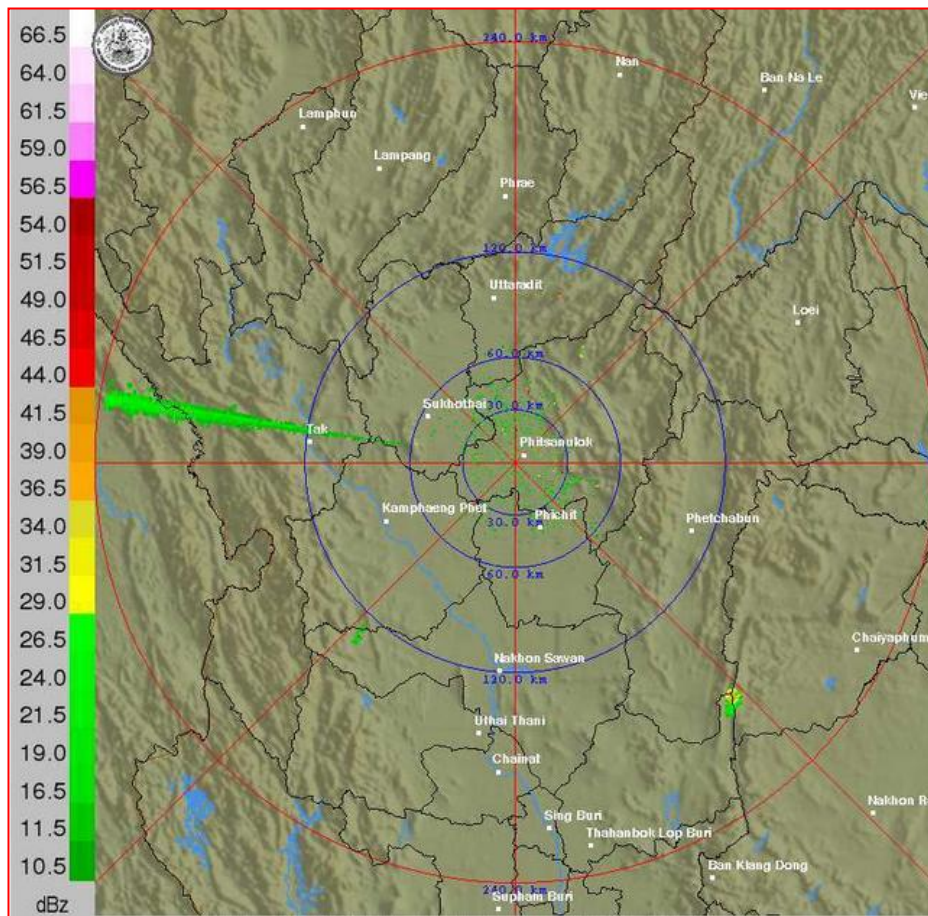 66.5
64.0
61.5
59.0
56.5
54.0
51.5
49.0
46.5
44.0
41.5
39.0
36.5
34.0
31.5
29.0
26.5
24.0
21.5
19.0
16.5
11.5
10.5
dBz
240.0 km
Nan
Ban Na Le
Lamphun
Lampang
Phrae
120.0 km
Uttaradit
Loei
60.0 km
30.0 km
Sukhothai
Tak
Phitsanulok
Kamphaeng Phet
Phichit
30.0 km
Phetchabun
60.0 km
Chaiyaphum
Nakhon Sawan
120.0 km
Uthai Thani
Chainat
Nakhon R
Sing Buri
Thahanbok Lop Buri
Ban Klang Dong
240.0 km
Supham Buri